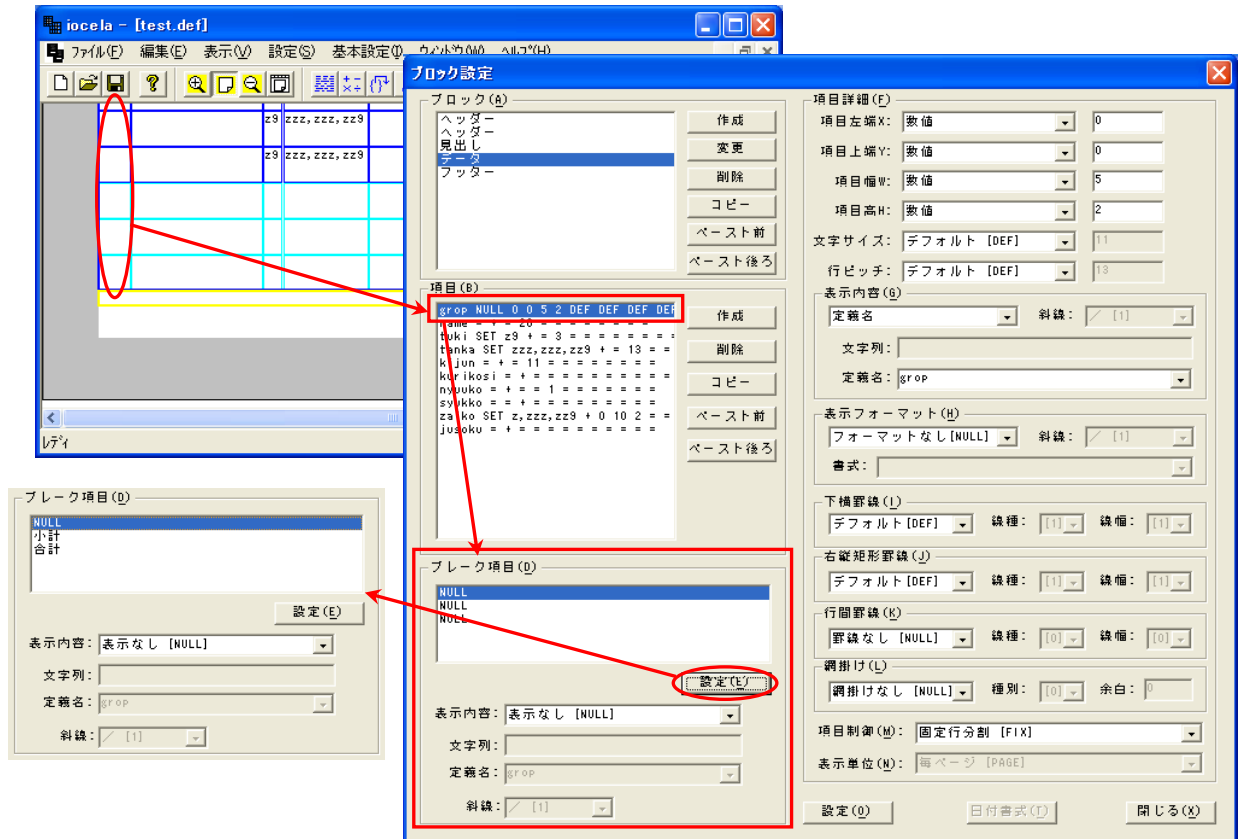 iocela - [test.def]
ファイル(F) 編集(E) 表示(V) 設定(S) 基本設定(I) ウィンドウ(W) ヘルプ(H)
z9 zzz,zzz,zz9
z9 zzz,zzz,zz9
レディ
ブロック設定
ブロック(A)
ヘッダー
ヘッダー
見出し
データ
フッター
作成
変更
削除
コピー
ペースト前
ペースト後ろ
項目(B)
grop NULL 0 0 5 2 DEF DEF DEF DEF
name = + = 20 = = = = = = =
tuki SET z9 + = 3 = = = = = = =
tanka SET zzz,zzz,zz9 + = 13 = =
kijun = + = 11 = = = = = = =
kurikosi = + = = = = = = = = =
nyuuko = + = = 1 = = = = = = =
syukko = = + = = = = = = = =
zaiko SET z,zzz,zz9 + 0 10 2 = =
jusoku = + = = = = = = = = =
作成
削除
コピー
ペースト前
ペースト後ろ
ブレーク項目(D)
NULL
NULL
NULL
設定(E)
表示内容: 表示なし [NULL]
文字列:
定義名: grop
斜線: ／ [1]
項目詳細(F)
項目左端X: 数値 0
項目上端Y: 数値 0
項目幅W: 数値 5
項目高H: 数値 2
文字サイズ: デフォルト [DEF] 11
行ピッチ: デフォルト [DEF] 13
表示内容(G)
定義名 斜線: ／ [1]
文字列:
定義名: grop
表示フォーマット(H)
フォーマットなし[NULL] 斜線: ／ [1]
書式:
下横罫線(I)
デフォルト[DEF] 線種: [1] 線幅: [1]
右縦矩形罫線(J)
デフォルト[DEF] 線種: [1] 線幅: [1]
行間罫線(K)
罫線なし [NULL] 線種: [0] 線幅: [0]
網掛け(L)
網掛けなし [NULL] 種別: [0] 余白: 0
項目制御(M): 固定行分割 [FIX]
表示単位(N): 毎ページ [PAGE]
設定(O) 日付書式(T) 閉じる(X)
ブレーク項目(D)
NULL
小計
合計
設定(E)
表示内容: 表示なし [NULL]
文字列:
定義名: grop
斜線: ／ [1]